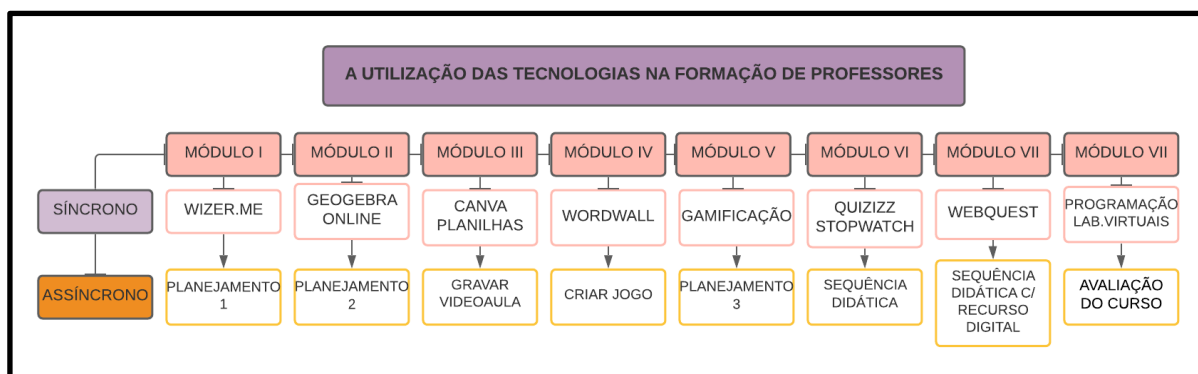 A UTILIZAÇÃO DAS TECNOLOGIAS NA FORMAÇÃO DE PROFESSORES
MÓDULO I
MÓDULO II
MÓDULO III
MÓDULO IV
MÓDULO V
MÓDULO VI
MÓDULO VII
MÓDULO VII
SÍNCRONO
WIZER.ME
GEOGEBRA
ONLINE
CANVA
PLANILHAS
WORDWALL
GAMIFICAÇÃO
QUIZIZZ
STOPWATCH
WEBQUEST
PROGRAMAÇÃO
LAB.VIRTUAIS
ASSÍNCRONO
PLANEJAMENTO
1
PLANEJAMENTO
2
GRAVAR
VIDEOAULA
CRIAR JOGO
PLANEJAMENTO
3
SEQUÊNCIA
DIDÁTICA
SEQUÊNCIA
DIDÁTICA C/
RECURSO
DIGITAL
AVALIAÇÃO
DO CURSO